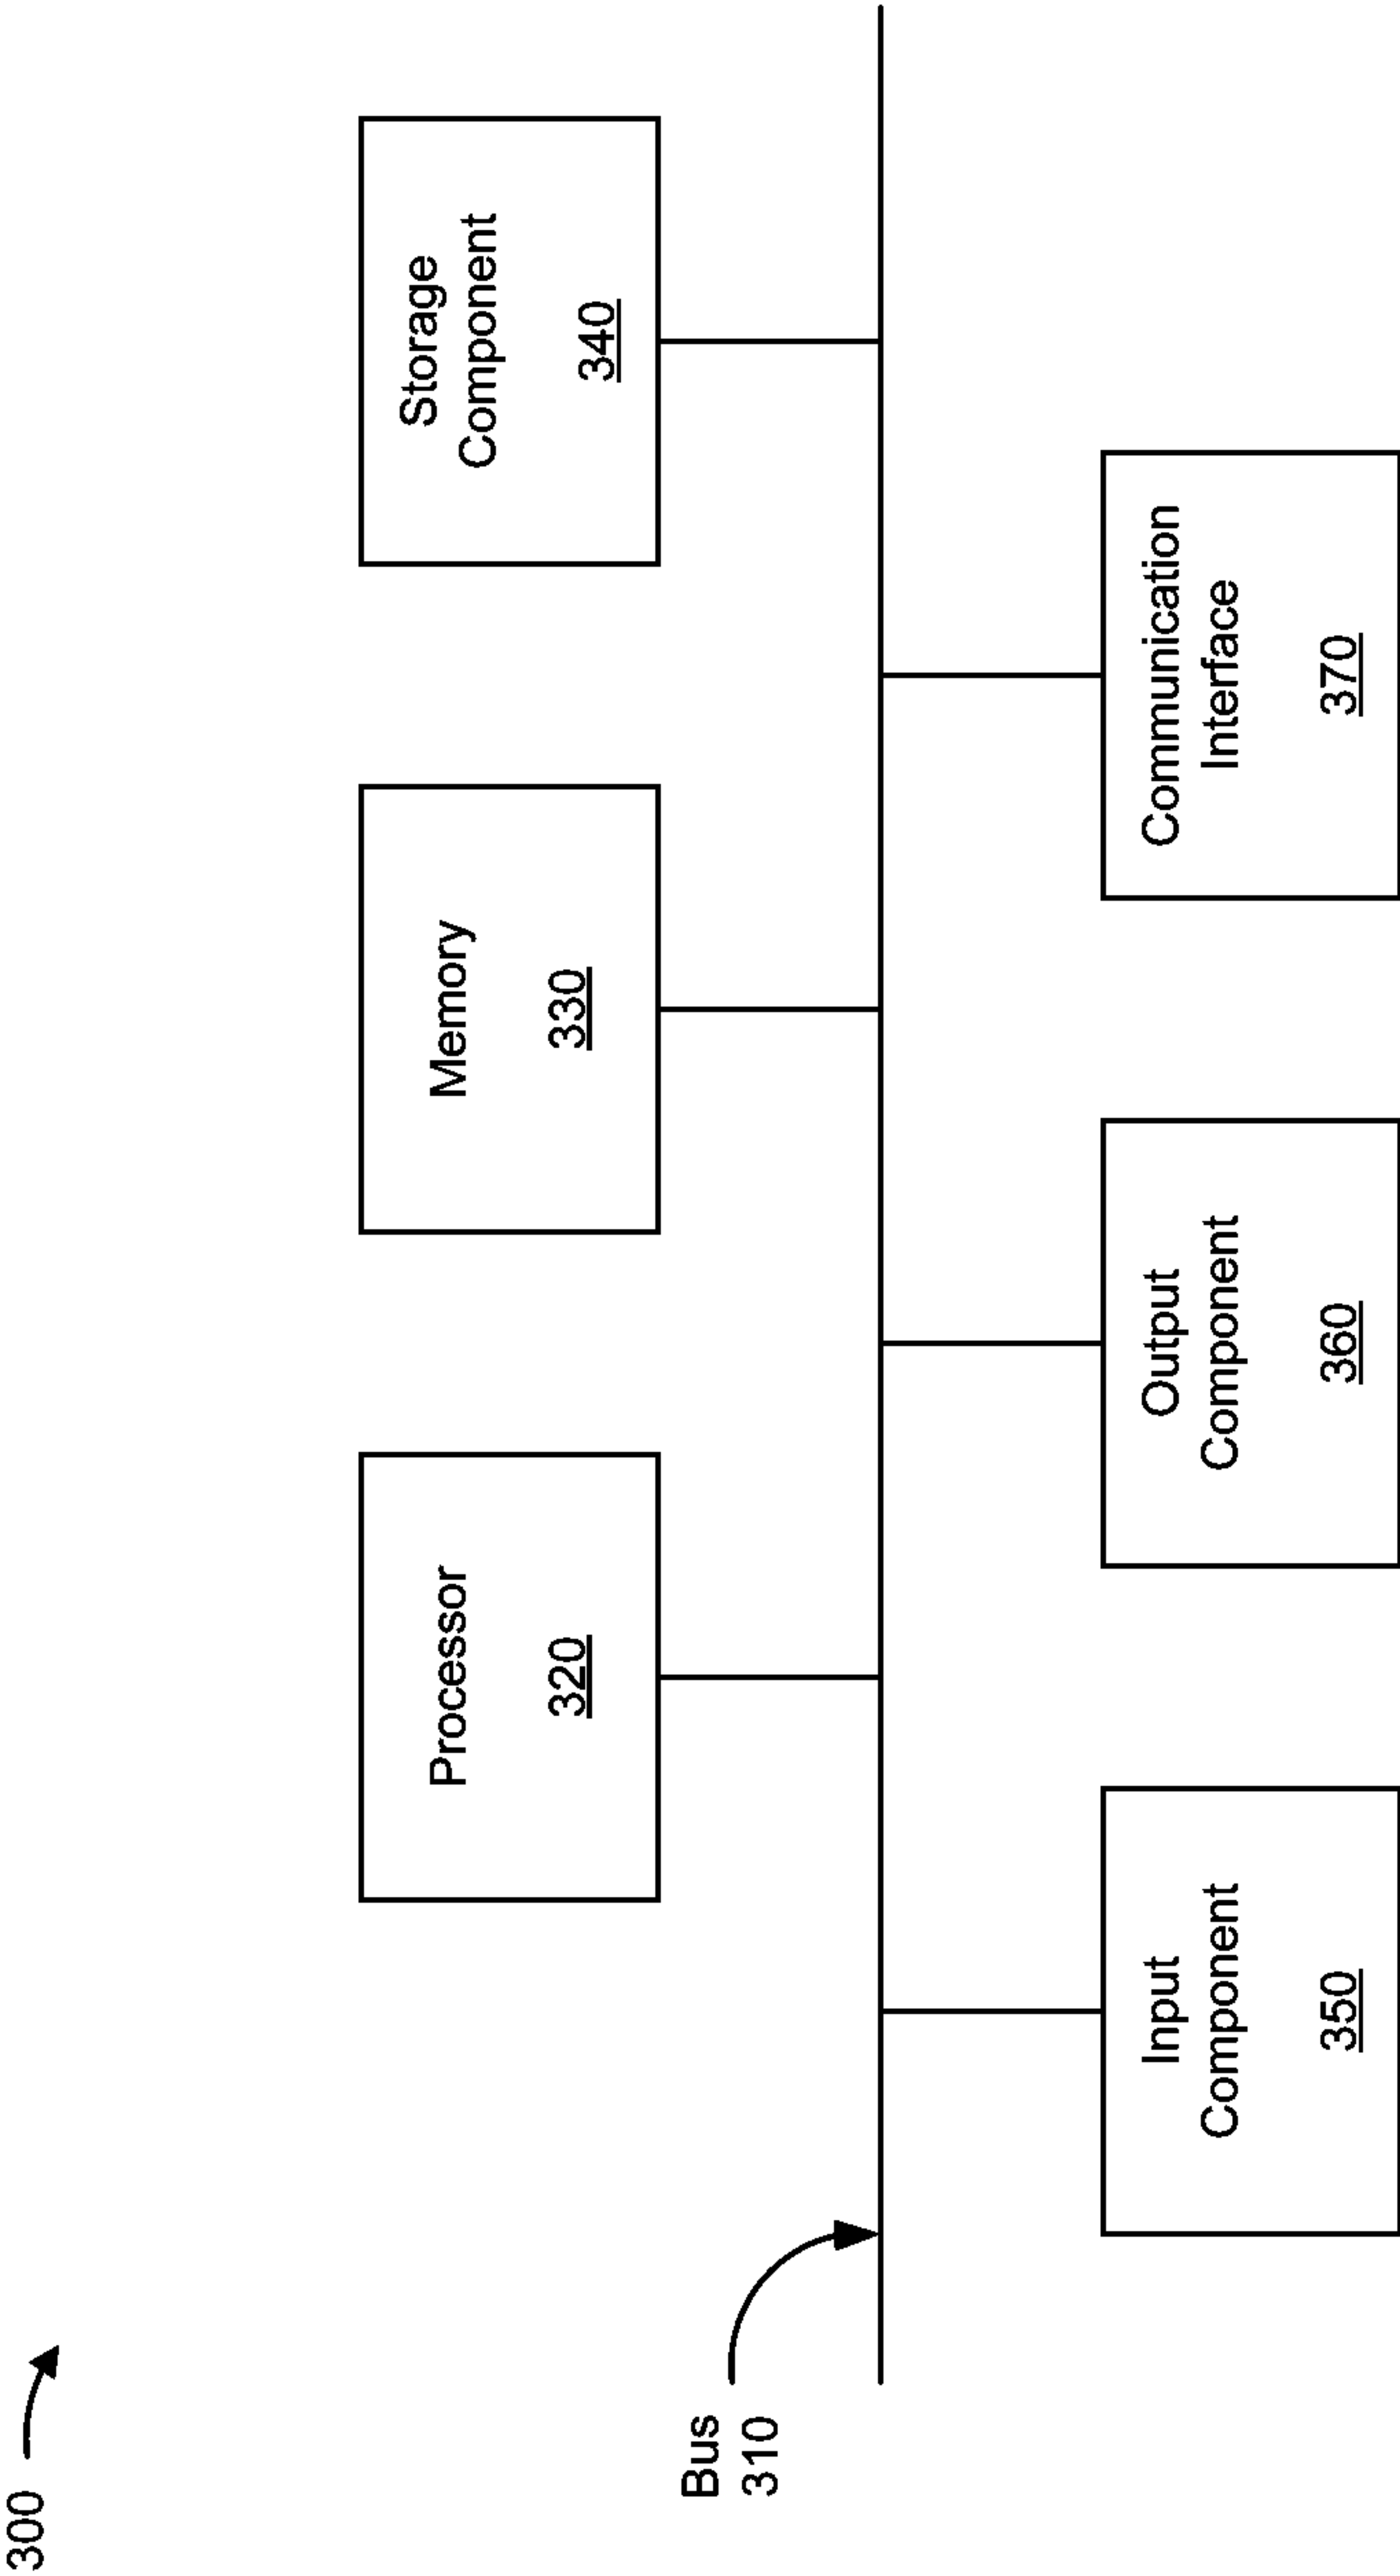 300
Processor
320
Memory
330
Storage
Component
340
Bus
310
Input
Component
350
Output
Component
360
Communication
Interface
370